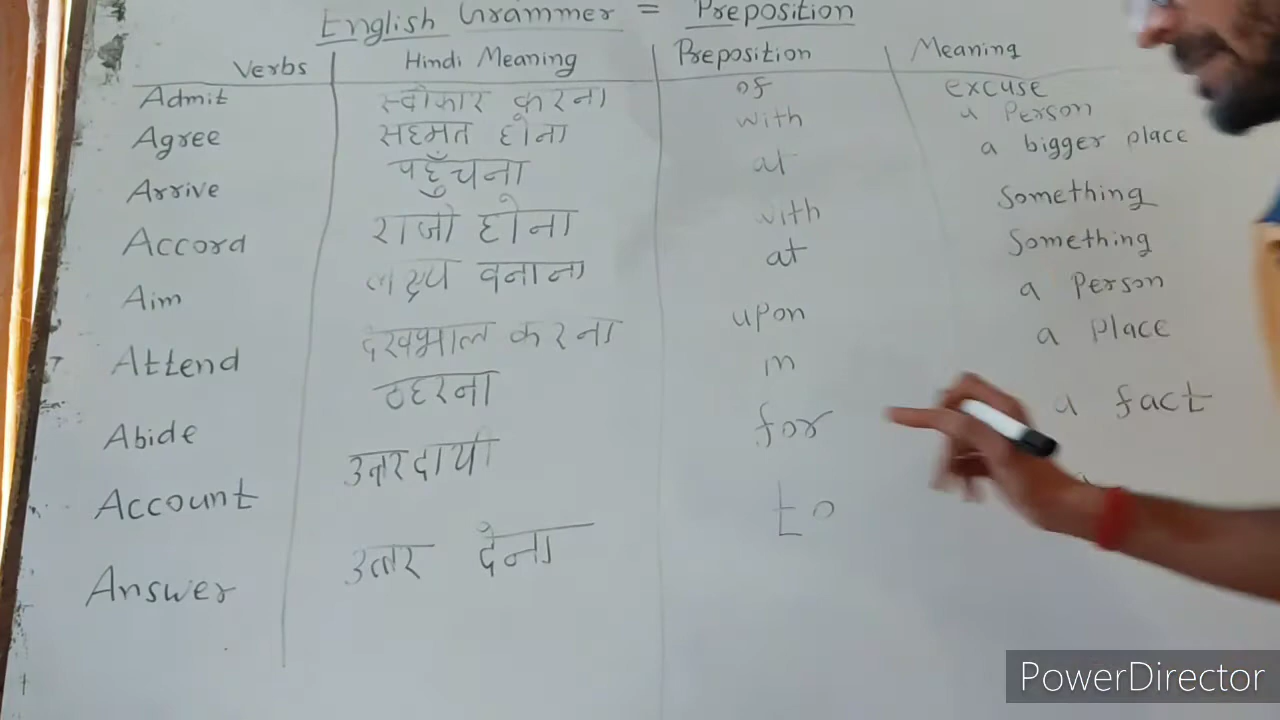 English Grammer = Preposition
Verbs Hindi Meaning Preposition Meaning
Admit स्वीकार करना of excuse
Agree सहमत होना with a Person
Arrive पहुँचना at a bigger place
Accord राजी होना with Something
Aim लक्ष्य वनाना at Something
Attend देखभाल करना upon a Person
Abide ठहरना in a Place
Account उत्तरदायी for a fact
Answer उत्तर देना to
PowerDirector